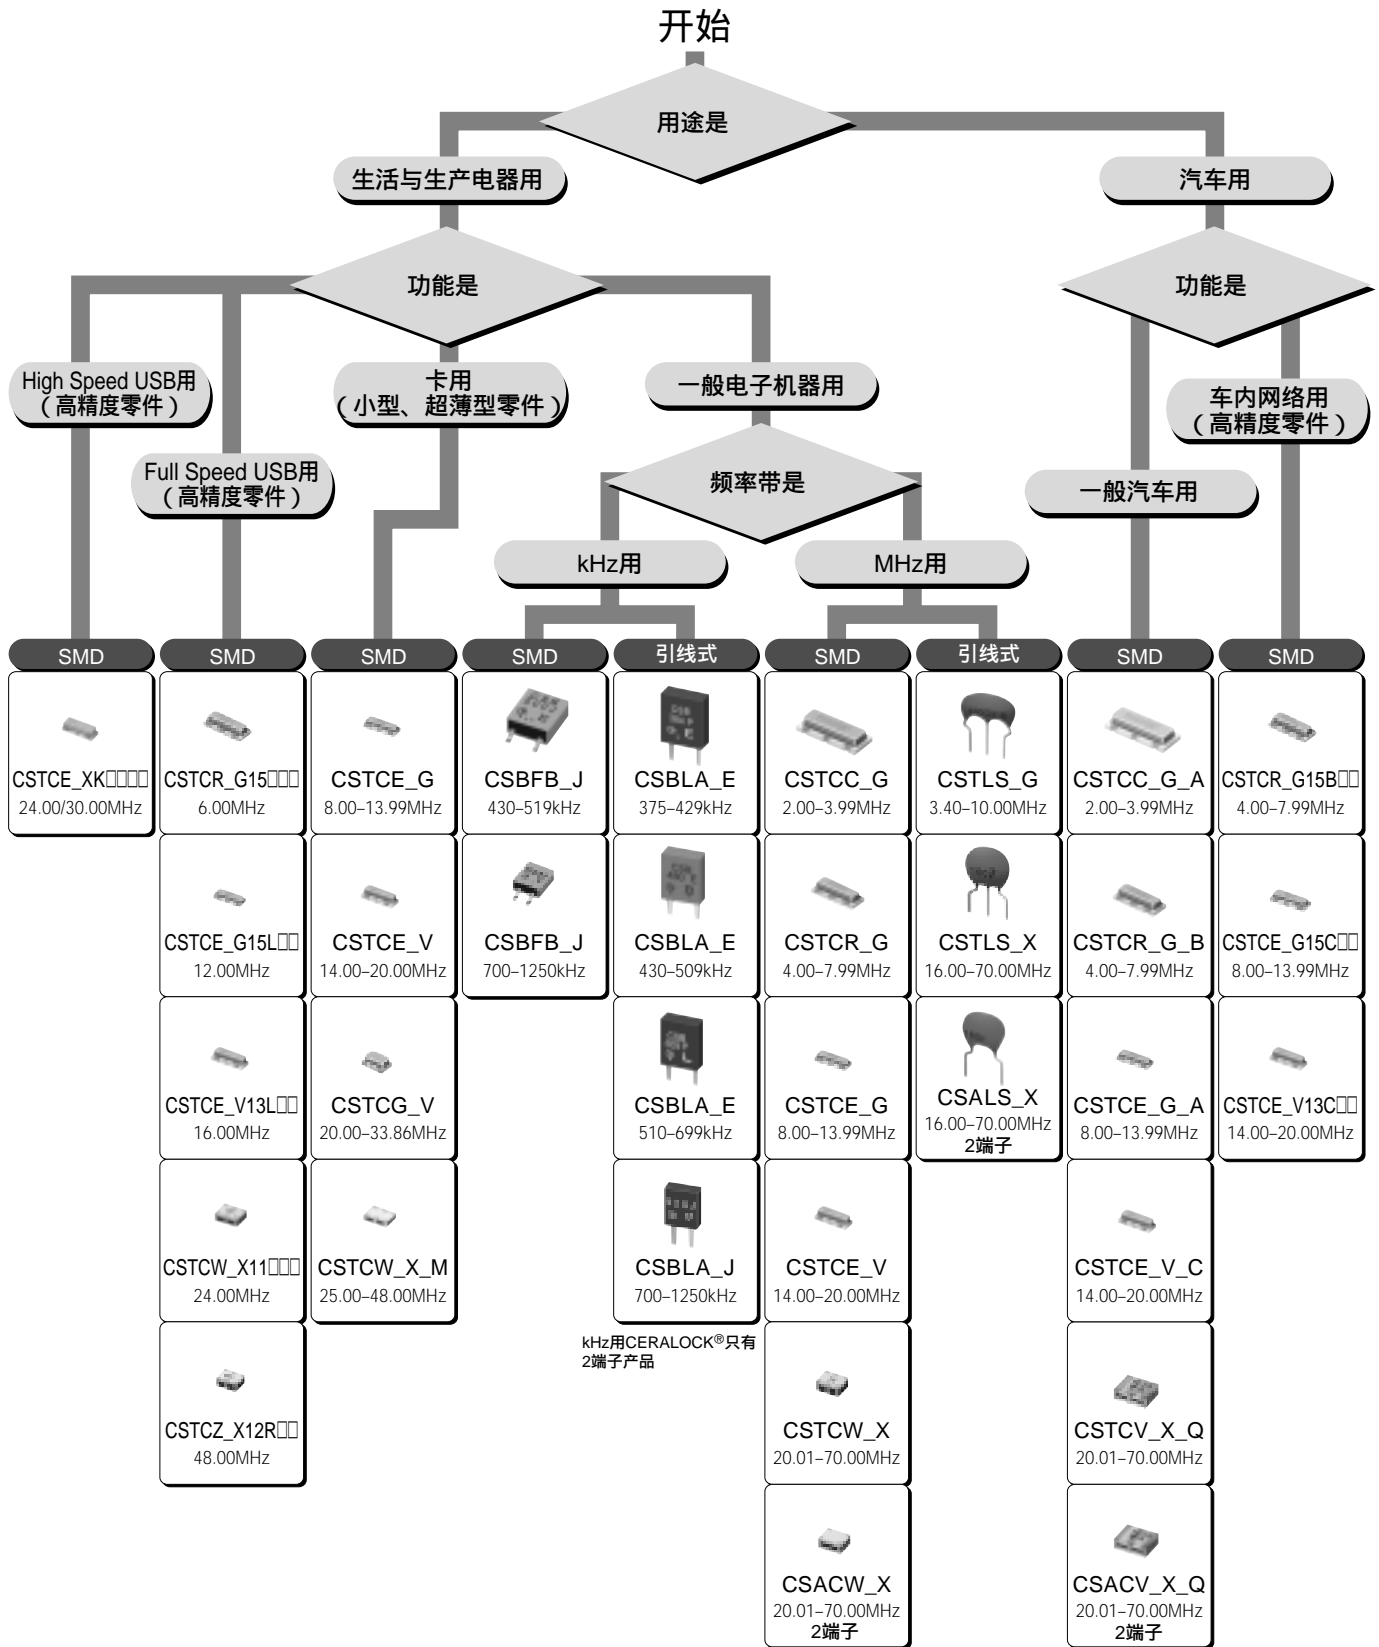 开始
用途是
生活与生产电器用
汽车用
功能是
功能是
High Speed USB用
（高精度零件）
卡用
（小型、超薄型零件）
一般电子机器用
车内网络用
（高精度零件）
Full Speed USB用
（高精度零件）
频率带是
一般汽车用
kHz用
MHz用
SMD
SMD
SMD
SMD
引线式
SMD
引线式
SMD
SMD
CSTCE_XK□□□□
24.00/30.00MHz
CSTCR_G15□□□
6.00MHz
CSTCE_G
8.00–13.99MHz
CSBFB_J
430–519kHz
CSBLA_E
375–429kHz
CSTCC_G
2.00–3.99MHz
CSTLS_G
3.40–10.00MHz
CSTCC_G_A
2.00–3.99MHz
CSTCR_G15B□□
4.00–7.99MHz
CSTCE_G15L□□
12.00MHz
CSTCE_V
14.00–20.00MHz
CSBFB_J
700–1250kHz
CSBLA_E
430–509kHz
CSTCR_G
4.00–7.99MHz
CSTLS_X
16.00–70.00MHz
CSTCR_G_B
4.00–7.99MHz
CSTCE_G15C□□
8.00–13.99MHz
CSTCE_V13L□□
16.00MHz
CSTCG_V
20.00–33.86MHz
CSBLA_E
510–699kHz
CSTCE_G
8.00–13.99MHz
CSALS_X
16.00–70.00MHz
2端子
CSTCE_G_A
8.00–13.99MHz
CSTCE_V13C□□
14.00–20.00MHz
CSTCW_X11□□□
24.00MHz
CSTCW_X_M
25.00–48.00MHz
CSBLA_J
700–1250kHz
CSTCE_V
14.00–20.00MHz
CSTCE_V_C
14.00–20.00MHz
kHz用CERALOCK®只有
2端子产品
CSTCZ_X12R□□
48.00MHz
CSTCW_X
20.01–70.00MHz
CSTCV_X_Q
20.01–70.00MHz
CSACW_X
20.01–70.00MHz
2端子
CSACV_X_Q
20.01–70.00MHz
2端子